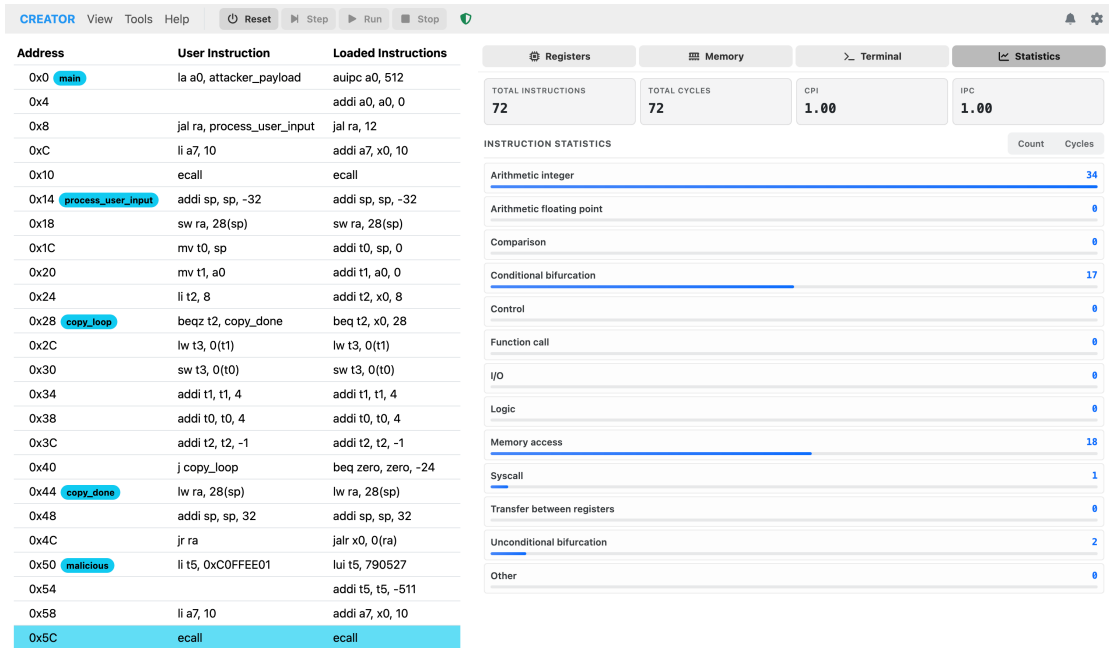 CREATOR View Tools Help Reset Step Run Stop
Address User Instruction Loaded Instructions
0x0 main la a0, attacker_payload auipc a0, 512
0x4 addi a0, a0, 0
0x8 jal ra, process_user_input jal ra, 12
0xC li a7, 10 addi a7, x0, 10
0x10 ecall ecall
0x14 process_user_input addi sp, sp, -32 addi sp, sp, -32
0x18 sw ra, 28(sp) sw ra, 28(sp)
0x1C mv t0, sp addi t0, sp, 0
0x20 mv t1, a0 addi t1, a0, 0
0x24 li t2, 8 addi t2, x0, 8
0x28 copy_loop beqz t2, copy_done beq t2, x0, 28
0x2C lw t3, 0(t1) lw t3, 0(t1)
0x30 sw t3, 0(t0) sw t3, 0(t0)
0x34 addi t1, t1, 4 addi t1, t1, 4
0x38 addi t0, t0, 4 addi t0, t0, 4
0x3C addi t2, t2, -1 addi t2, t2, -1
0x40 j copy_loop beq zero, zero, -24
0x44 copy_done lw ra, 28(sp) lw ra, 28(sp)
0x48 addi sp, sp, 32 addi sp, sp, 32
0x4C jr ra jalr x0, 0(ra)
0x50 malicious li t5, 0xC0FFEE01 lui t5, 790527
0x54 addi t5, t5, -511
0x58 li a7, 10 addi a7, x0, 10
0x5C ecall ecall
Registers Memory Terminal Statistics
TOTAL INSTRUCTIONS TOTAL CYCLES CPI IPC
72 72 1.00 1.00
INSTRUCTION STATISTICS Count Cycles
Arithmetic integer 34
Arithmetic floating point 0
Comparison 0
Conditional bifurcation 17
Control 0
Function call 0
I/O 0
Logic 0
Memory access 18
Syscall 1
Transfer between registers 0
Unconditional bifurcation 2
Other 0